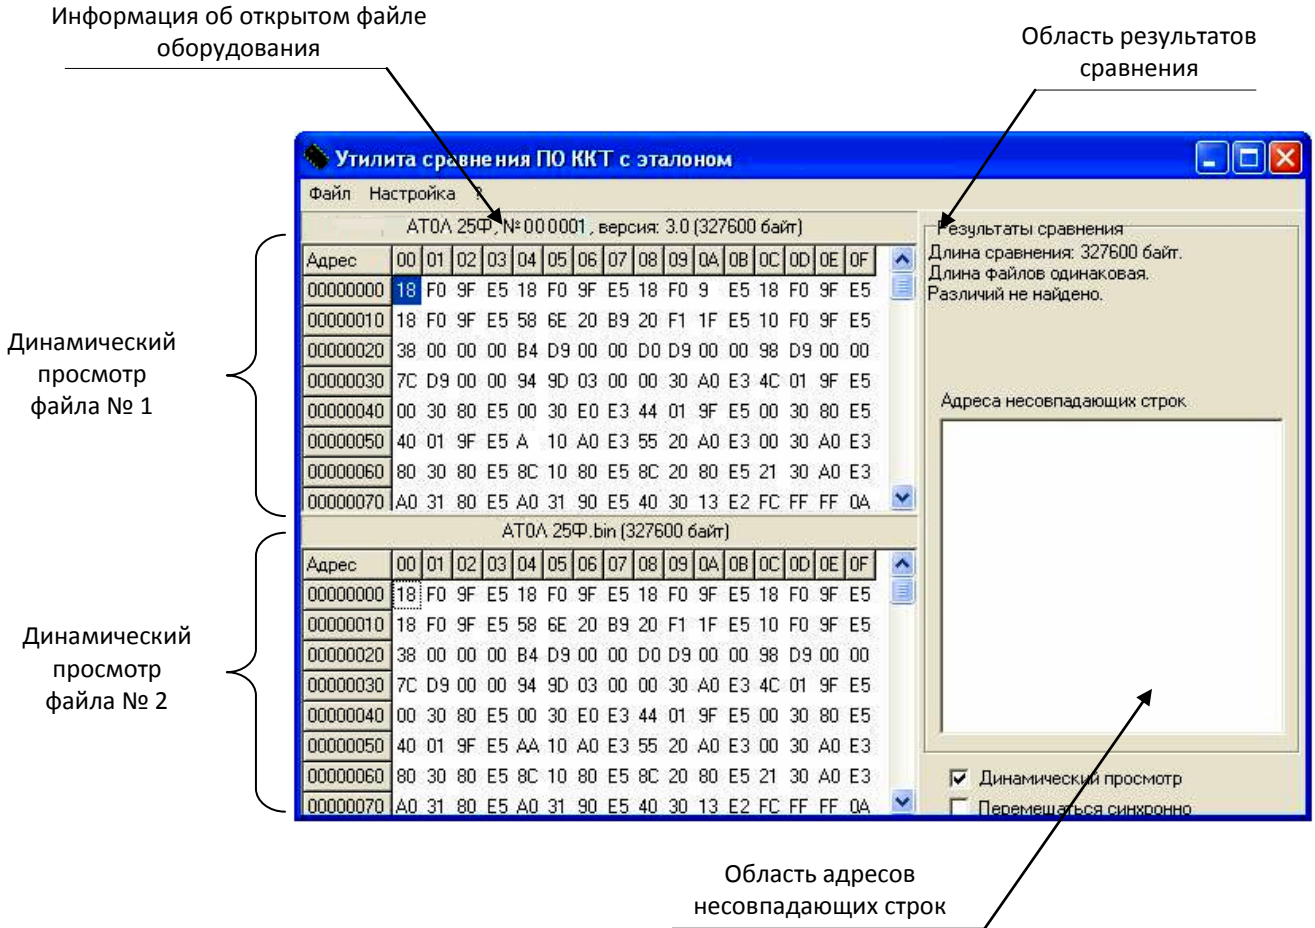 Информация об открытом файле
оборудования
Область результатов
сравнения
Утилита сравнения ПО ККТ с эталоном
Файл Настройка ?
АТОЛ 25Ф, № 000001, версия: 3.0 (327600 байт)
Адрес 00 01 02 03 04 05 06 07 08 09 0A 0B 0C 0D 0E 0F
00000000 18 F0 9F E5 18 F0 9F E5 18 F0 9 E5 18 F0 9F E5
00000010 18 F0 9F E5 58 6E 20 B9 20 F1 1F E5 10 F0 9F E5
00000020 38 00 00 00 B4 D9 00 00 D0 D9 00 00 98 D9 00 00
00000030 7C D9 00 00 94 9D 03 00 00 30 A0 E3 4C 01 9F E5
00000040 00 30 80 E5 00 30 E0 E3 44 01 9F E5 00 30 80 E5
00000050 40 01 9F E5 A 10 A0 E3 55 20 A0 E3 00 30 A0 E3
00000060 80 30 80 E5 8C 10 80 E5 8C 20 80 E5 21 30 A0 E3
00000070 A0 31 80 E5 A0 31 90 E5 40 30 13 E2 FC FF FF 0A
Динамический
просмотр
файла № 1
Результаты сравнения
Длина сравнения: 327600 байт.
Длина файлов одинаковая.
Различий не найдено.
Адреса несовпадающих строк
АТОЛ 25Ф.bin (327600 байт)
Адрес 00 01 02 03 04 05 06 07 08 09 0A 0B 0C 0D 0E 0F
00000000 18 F0 9F E5 18 F0 9F E5 18 F0 9F E5 18 F0 9F E5
00000010 18 F0 9F E5 58 6E 20 B9 20 F1 1F E5 10 F0 9F E5
00000020 38 00 00 00 B4 D9 00 00 D0 D9 00 00 98 D9 00 00
00000030 7C D9 00 00 94 9D 03 00 00 30 A0 E3 4C 01 9F E5
00000040 00 30 80 E5 00 30 E0 E3 44 01 9F E5 00 30 80 E5
00000050 40 01 9F E5 AA 10 A0 E3 55 20 A0 E3 00 30 A0 E3
00000060 80 30 80 E5 8C 10 80 E5 8C 20 80 E5 21 30 A0 E3
00000070 A0 31 80 E5 A0 31 90 E5 40 30 13 E2 FC FF FF 0A
Динамический
просмотр
файла № 2
Динамический просмотр
Перемещаться синхронно
Область адресов
несовпадающих строк